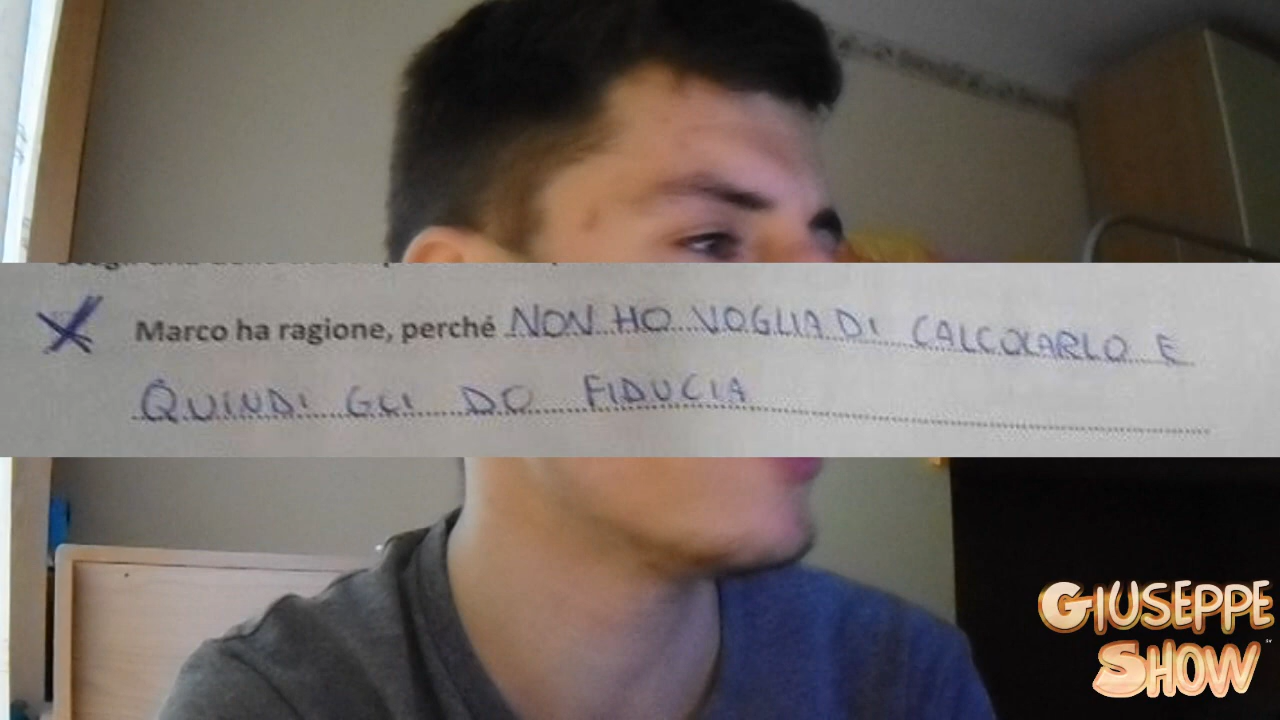 Marco ha ragione, perché NON HO VOGLIA DI CALCOLARLO E
QUINDI GLI DO FIDUCIA
GIUSEPPE
SHOW